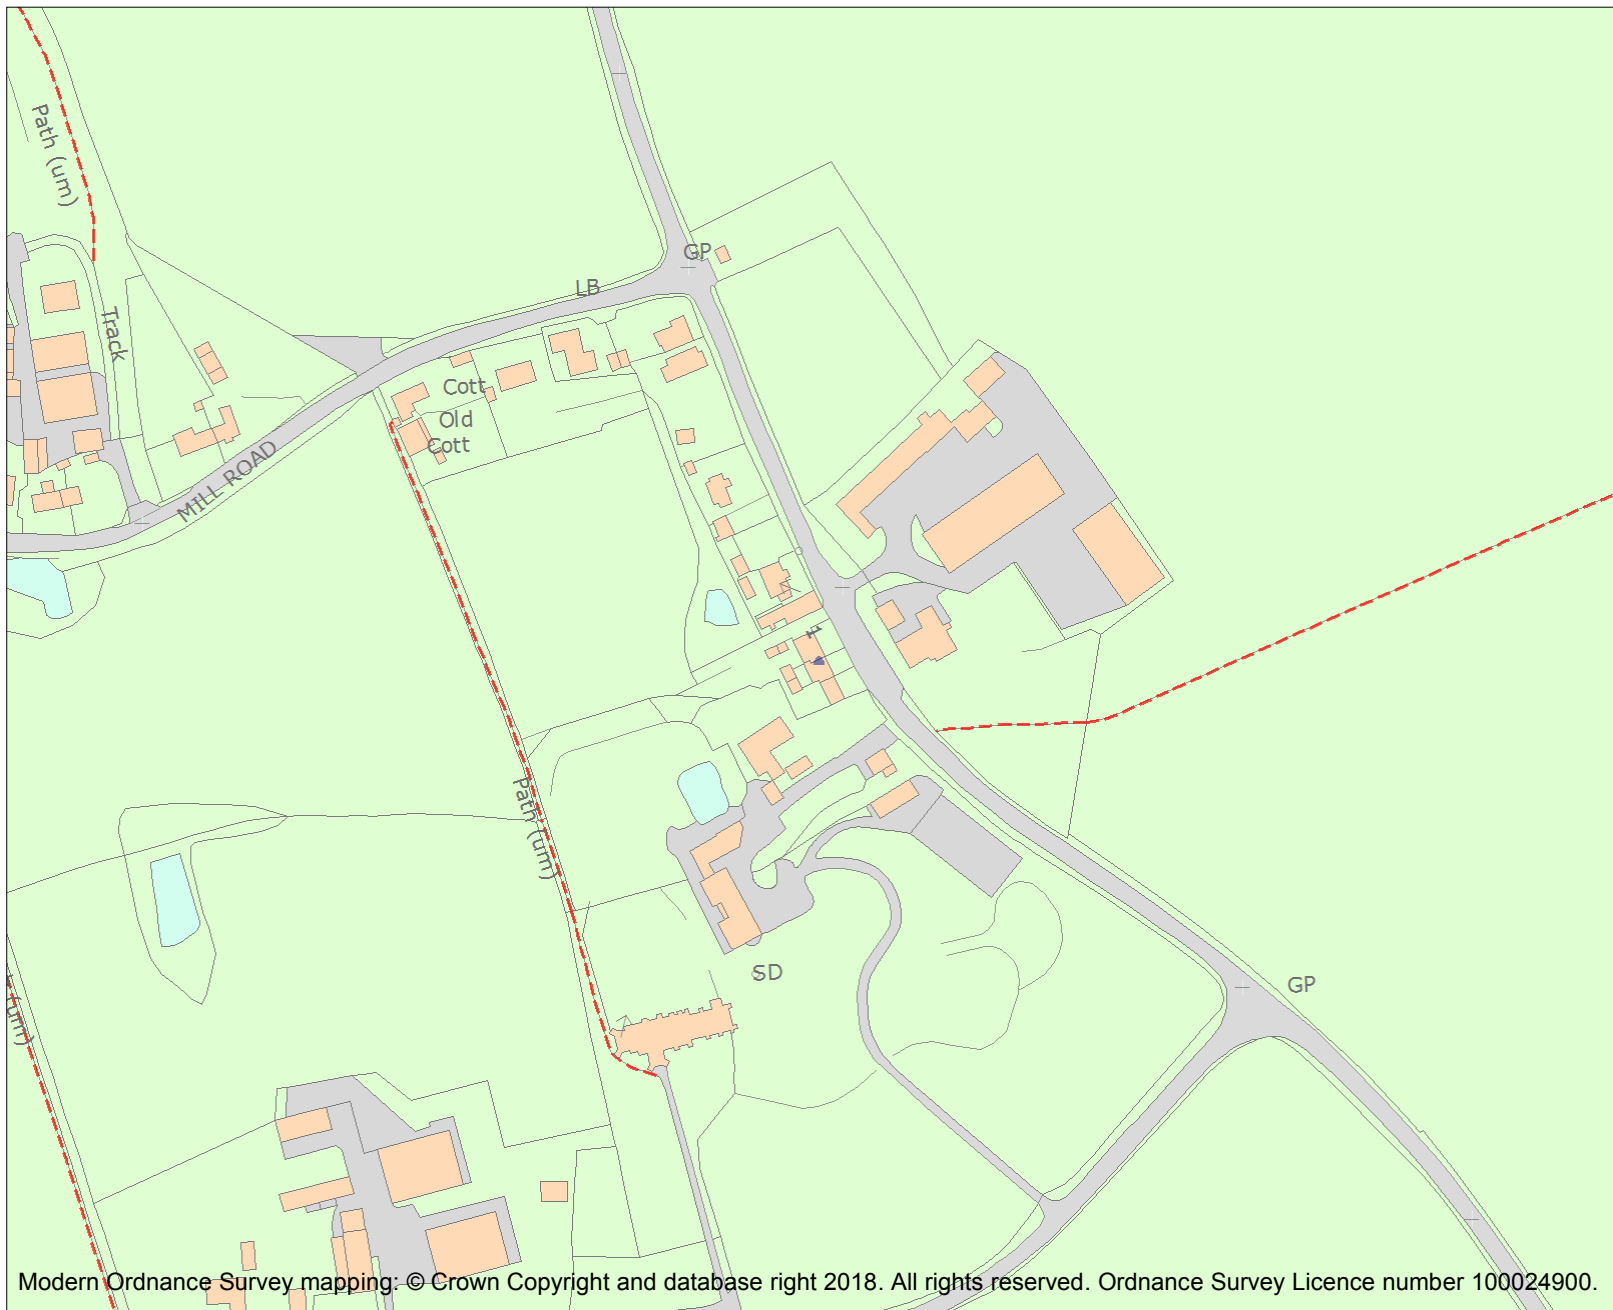 Path (um)
GP
LB
Track
Cott
Old
Cott
MILL ROAD
1
Path (um)
SD
GP
(um)
Modern Ordnance Survey mapping: © Crown Copyright and database right 2018. All rights reserved. Ordnance Survey Licence number 100024900.